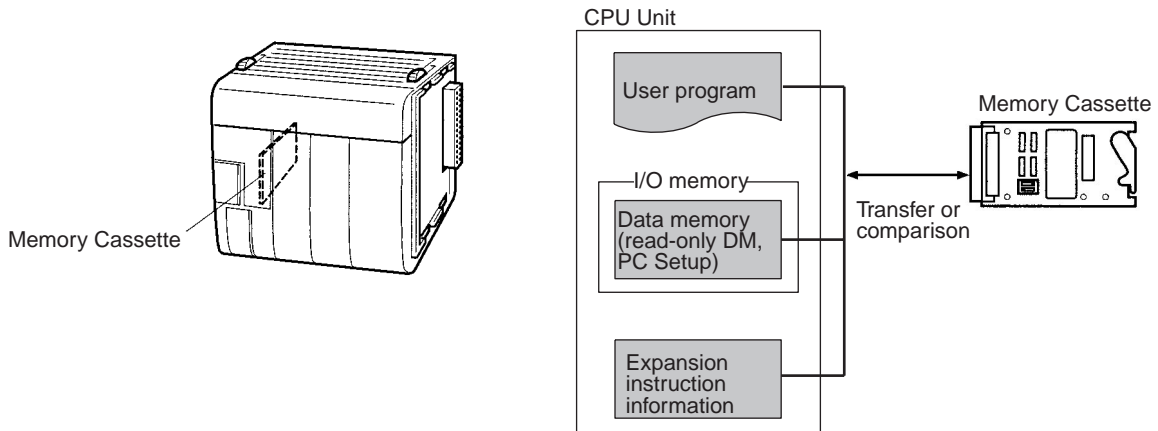 CPU Unit
User program
Memory Cassette
I/O memory
Data memory
(read-only DM,
PC Setup)
Transfer or
comparison
Memory Cassette
Expansion
instruction
information